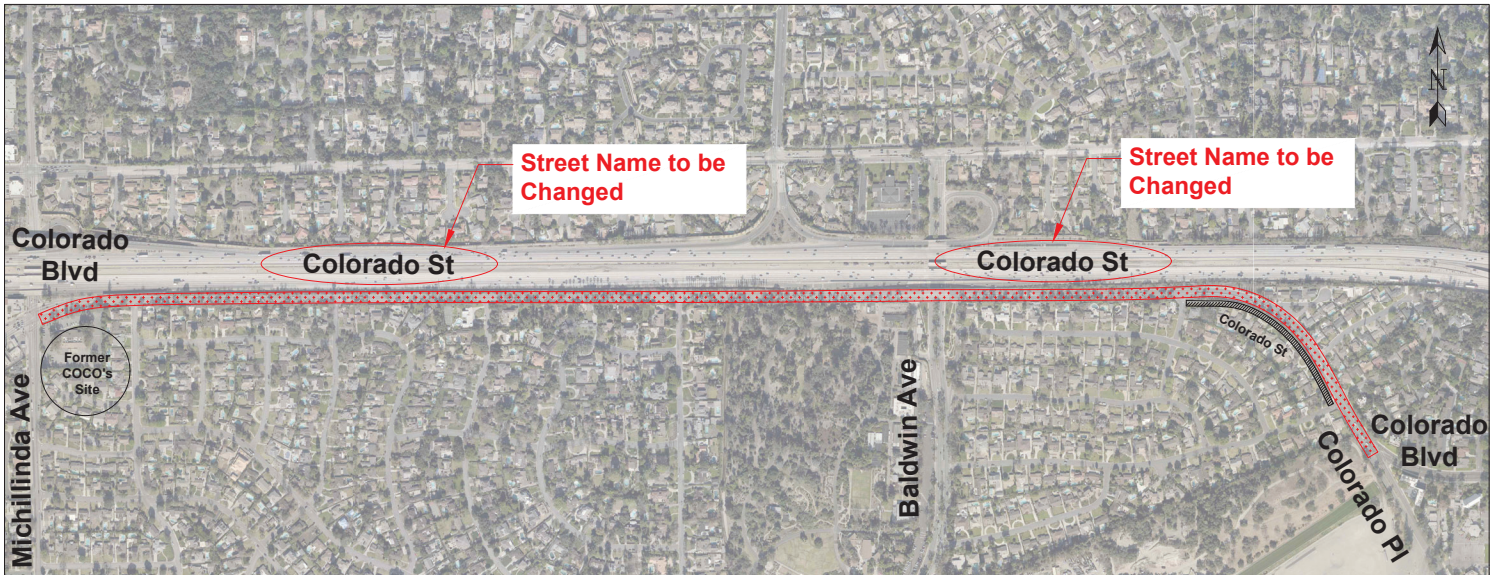 N
Street Name to be
Changed
Street Name to be
Changed
Colorado
Blvd
Colorado St
Colorado St
Former
COCO's
Site
Colorado St
Michillinda Ave
Baldwin Ave
Colorado
Blvd
Colorado Pl